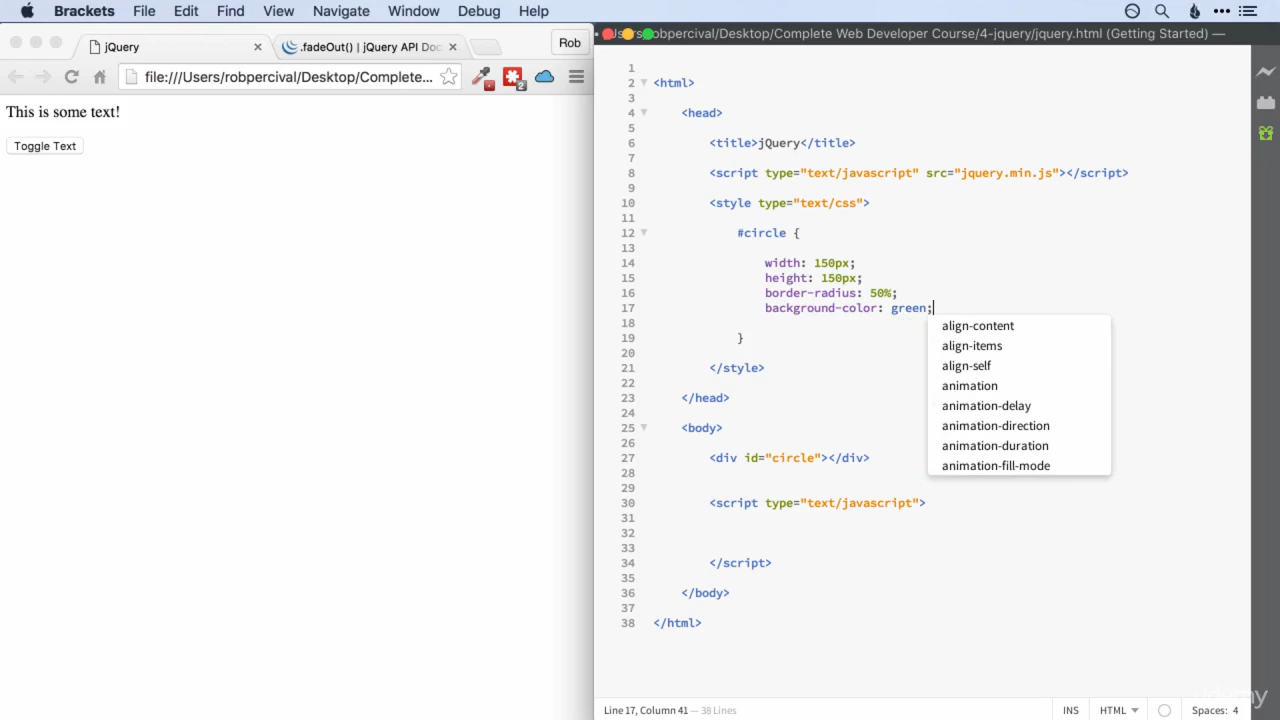 Brackets File Edit Find View Navigate Window Debug Help
jQuery
.fadeOut() | jQuery API Doc
Rob
file:///Users/robpercival/Desktop/Complete...
2
This is some text!
Toggle Text
robpercival/Desktop/Complete Web Developer Course/4-jquery/jquery.html (Getting Started) —
1
2 <html>
3
4 <head>
5
6 <title>jQuery</title>
7
8 <script type="text/javascript" src="jquery.min.js"></script>
9
10 <style type="text/css">
11
12 #circle {
13
14 width: 150px;
15 height: 150px;
16 border-radius: 50%;
17 background-color: green;
18
19 }
20
21 </style>
22
23 </head>
24
25 <body>
26
27 <div id="circle"></div>
28
29
30 <script type="text/javascript">
31
32
33
34 </script>
35
36 </body>
37
38 </html>
align-content
align-items
align-self
animation
animation-delay
animation-direction
animation-duration
animation-fill-mode
Line 17, Column 41 — 38 Lines
INS HTML Spaces: 4
udemy